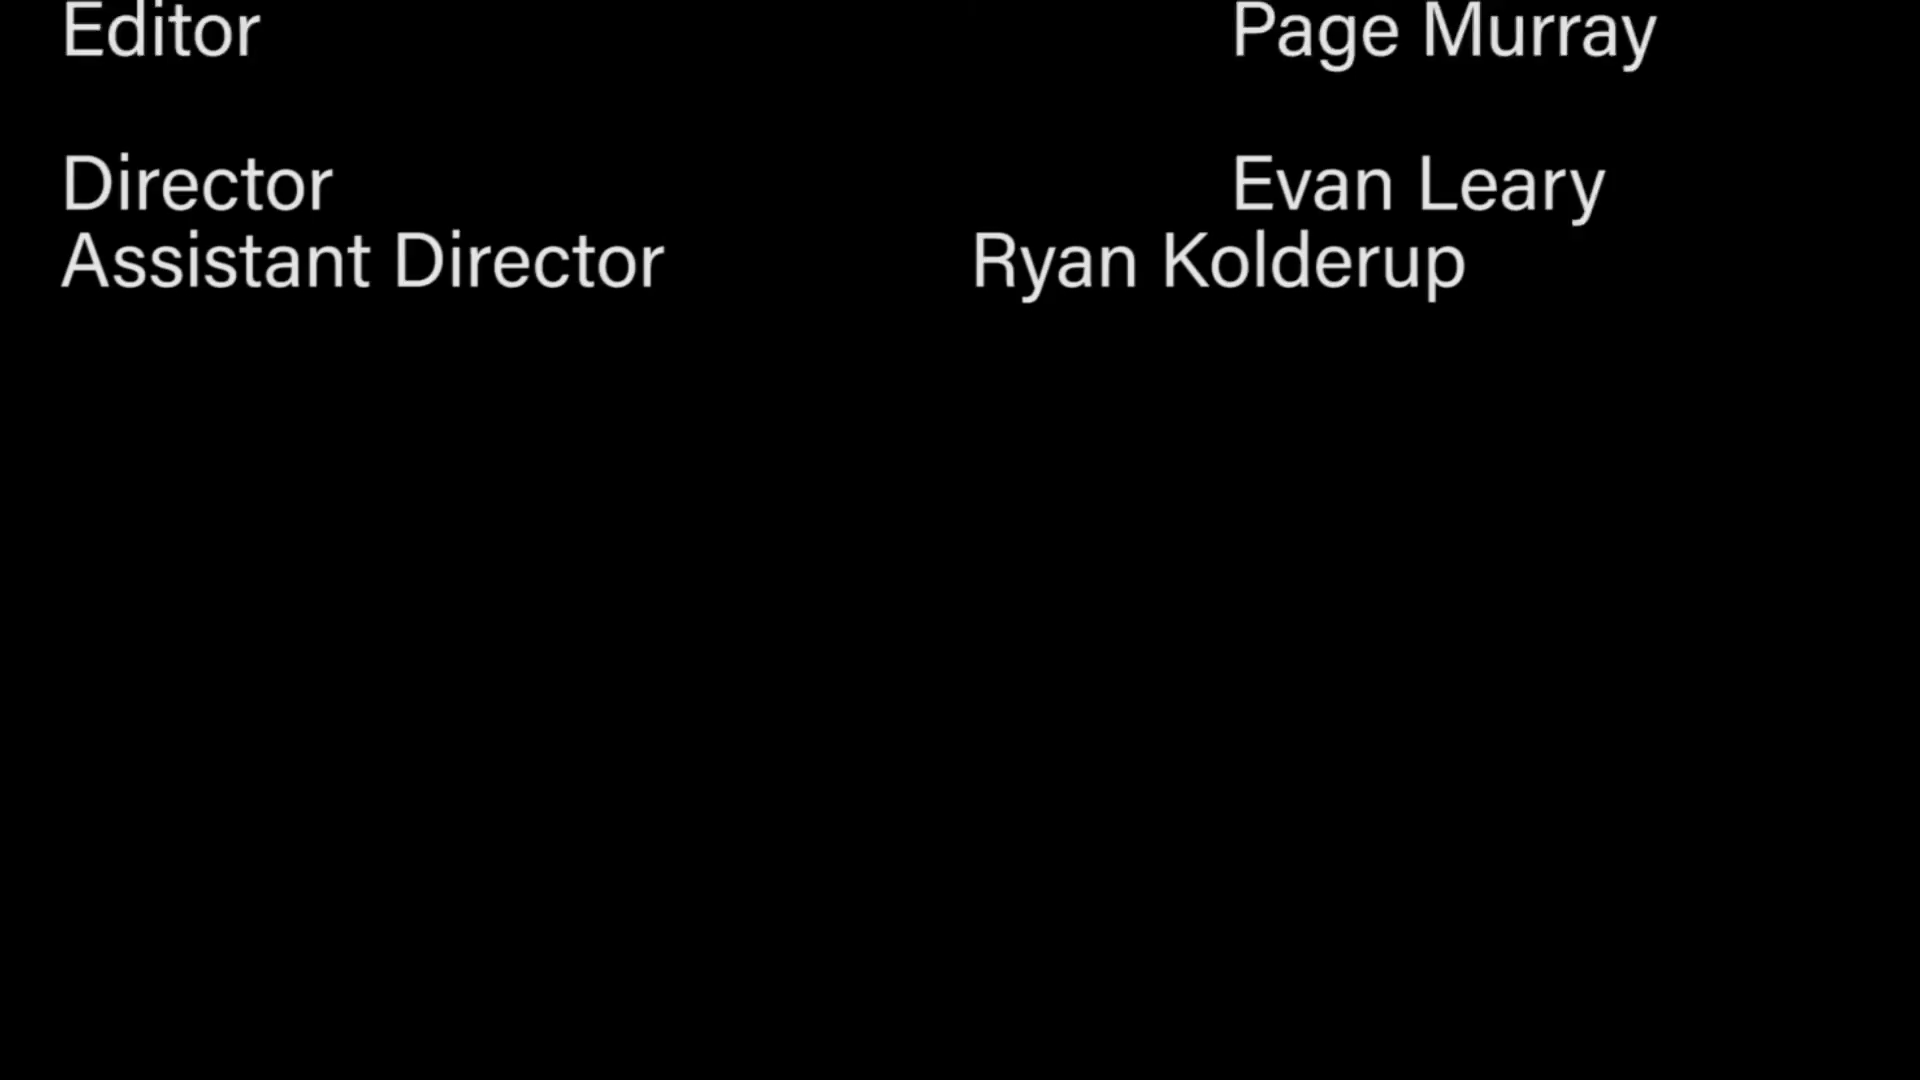 Editor Page Murray
Director Evan Leary
Assistant Director Ryan Kolderup